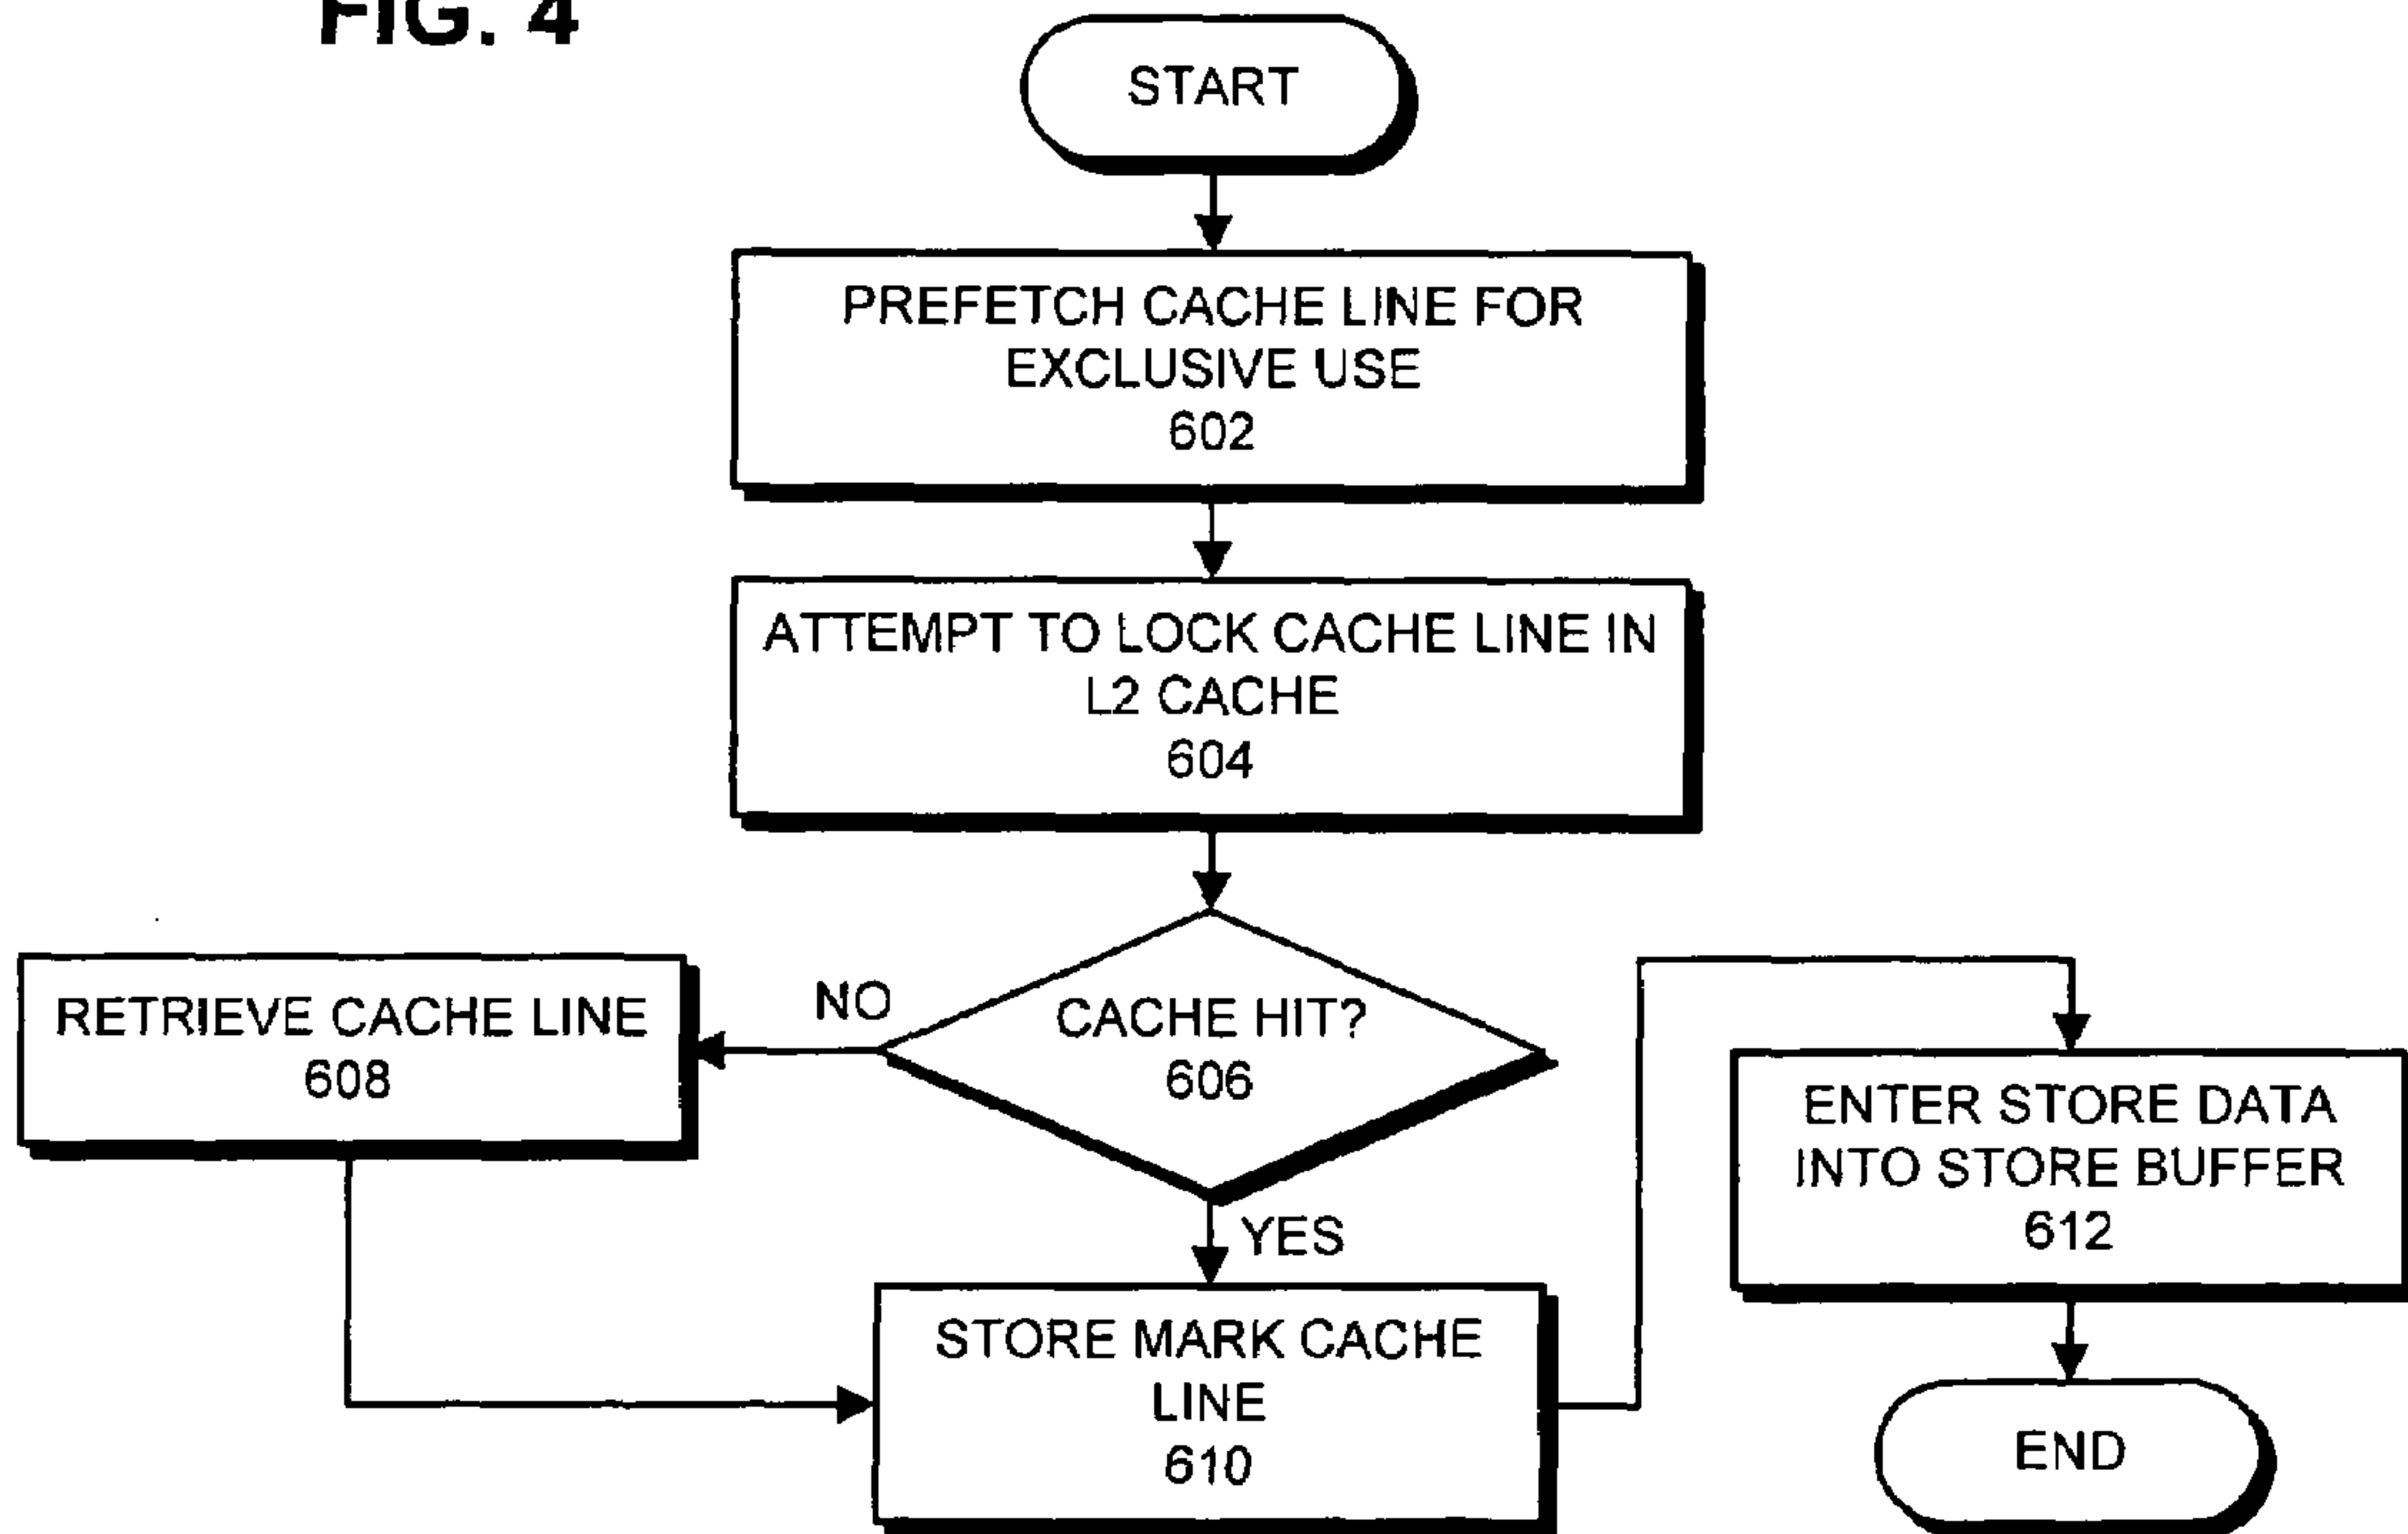 FIG. 4
START
PREFETCH CACHE LINE FOR
EXCLUSIVE USE
602
ATTEMPT TO LOCK CACHE LINE IN
L2 CACHE
604
CACHE HIT?
606
NO
RETRIEVE CACHE LINE
608
YES
STORE MARK CACHE
LINE
610
ENTER STORE DATA
INTO STORE BUFFER
612
END